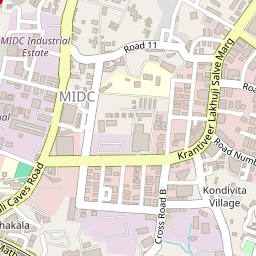 Road 11
MIDC Industrial
Estate
MIDC
Krantiveer Lakhuji Salve Marg
Road Numb
Kondivita
Village
Cross Road B
li Caves Road
hakala